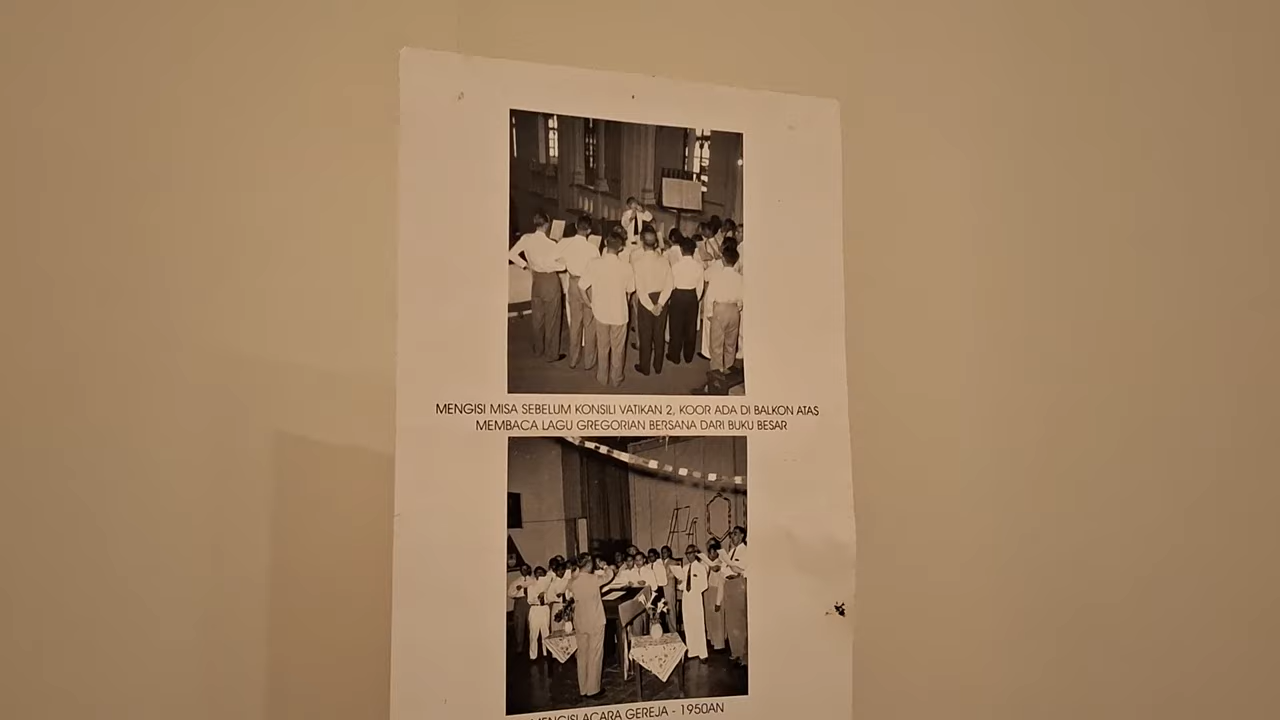 MENGISI MISA SEBELUM KONSILI VATIKAN 2, KOOR ADA DI BALKON ATAS
MEMBACA LAGU GREGORIAN BERSANA DARI BUKU BESAR
MENGISI ACARA GEREJA - 1950AN